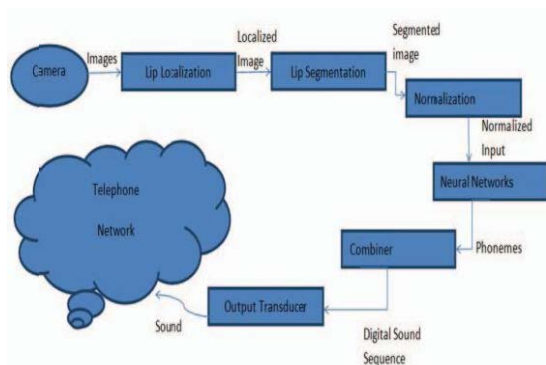 Camera
Images
Lip Localization
Localized
Image
Lip Segmentation
Segmented
image
Normalization
Normalized
Input
Neural Networks
Phonemes
Combiner
Digital Sound
Sequence
Output Transducer
Sound
Telephone
Network